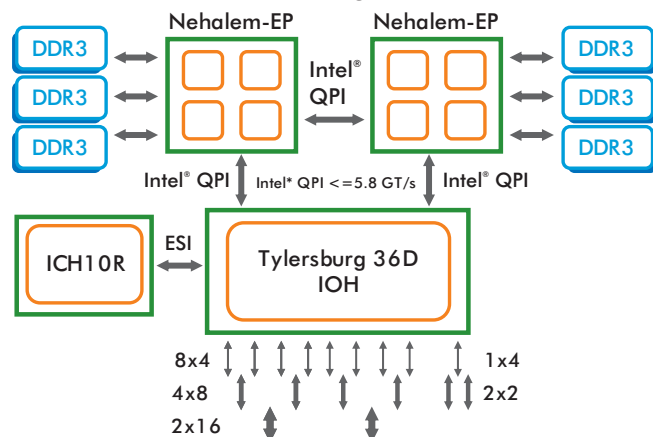 Nehalem-EP
Nehalem-EP
DDR3
DDR3
DDR3
Intel® QPI
DDR3
DDR3
DDR3
Intel® QPI
Intel* QPI <=5.8 GT/s
Intel® QPI
ICH10R
ESI
Tylersburg 36D
IOH
8x4
1x4
4x8
2x2
2x16